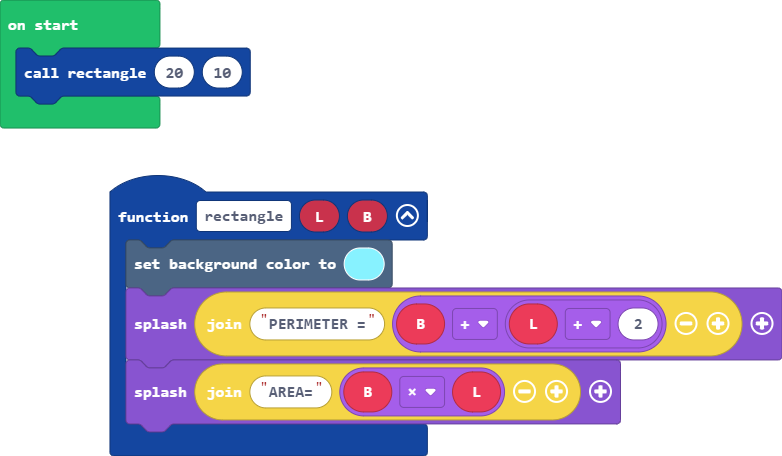 on start
call rectangle 20 10
function rectangle L B
set background color to
splash join "PERIMETER =" B + L + 2
splash join "AREA=" B × L